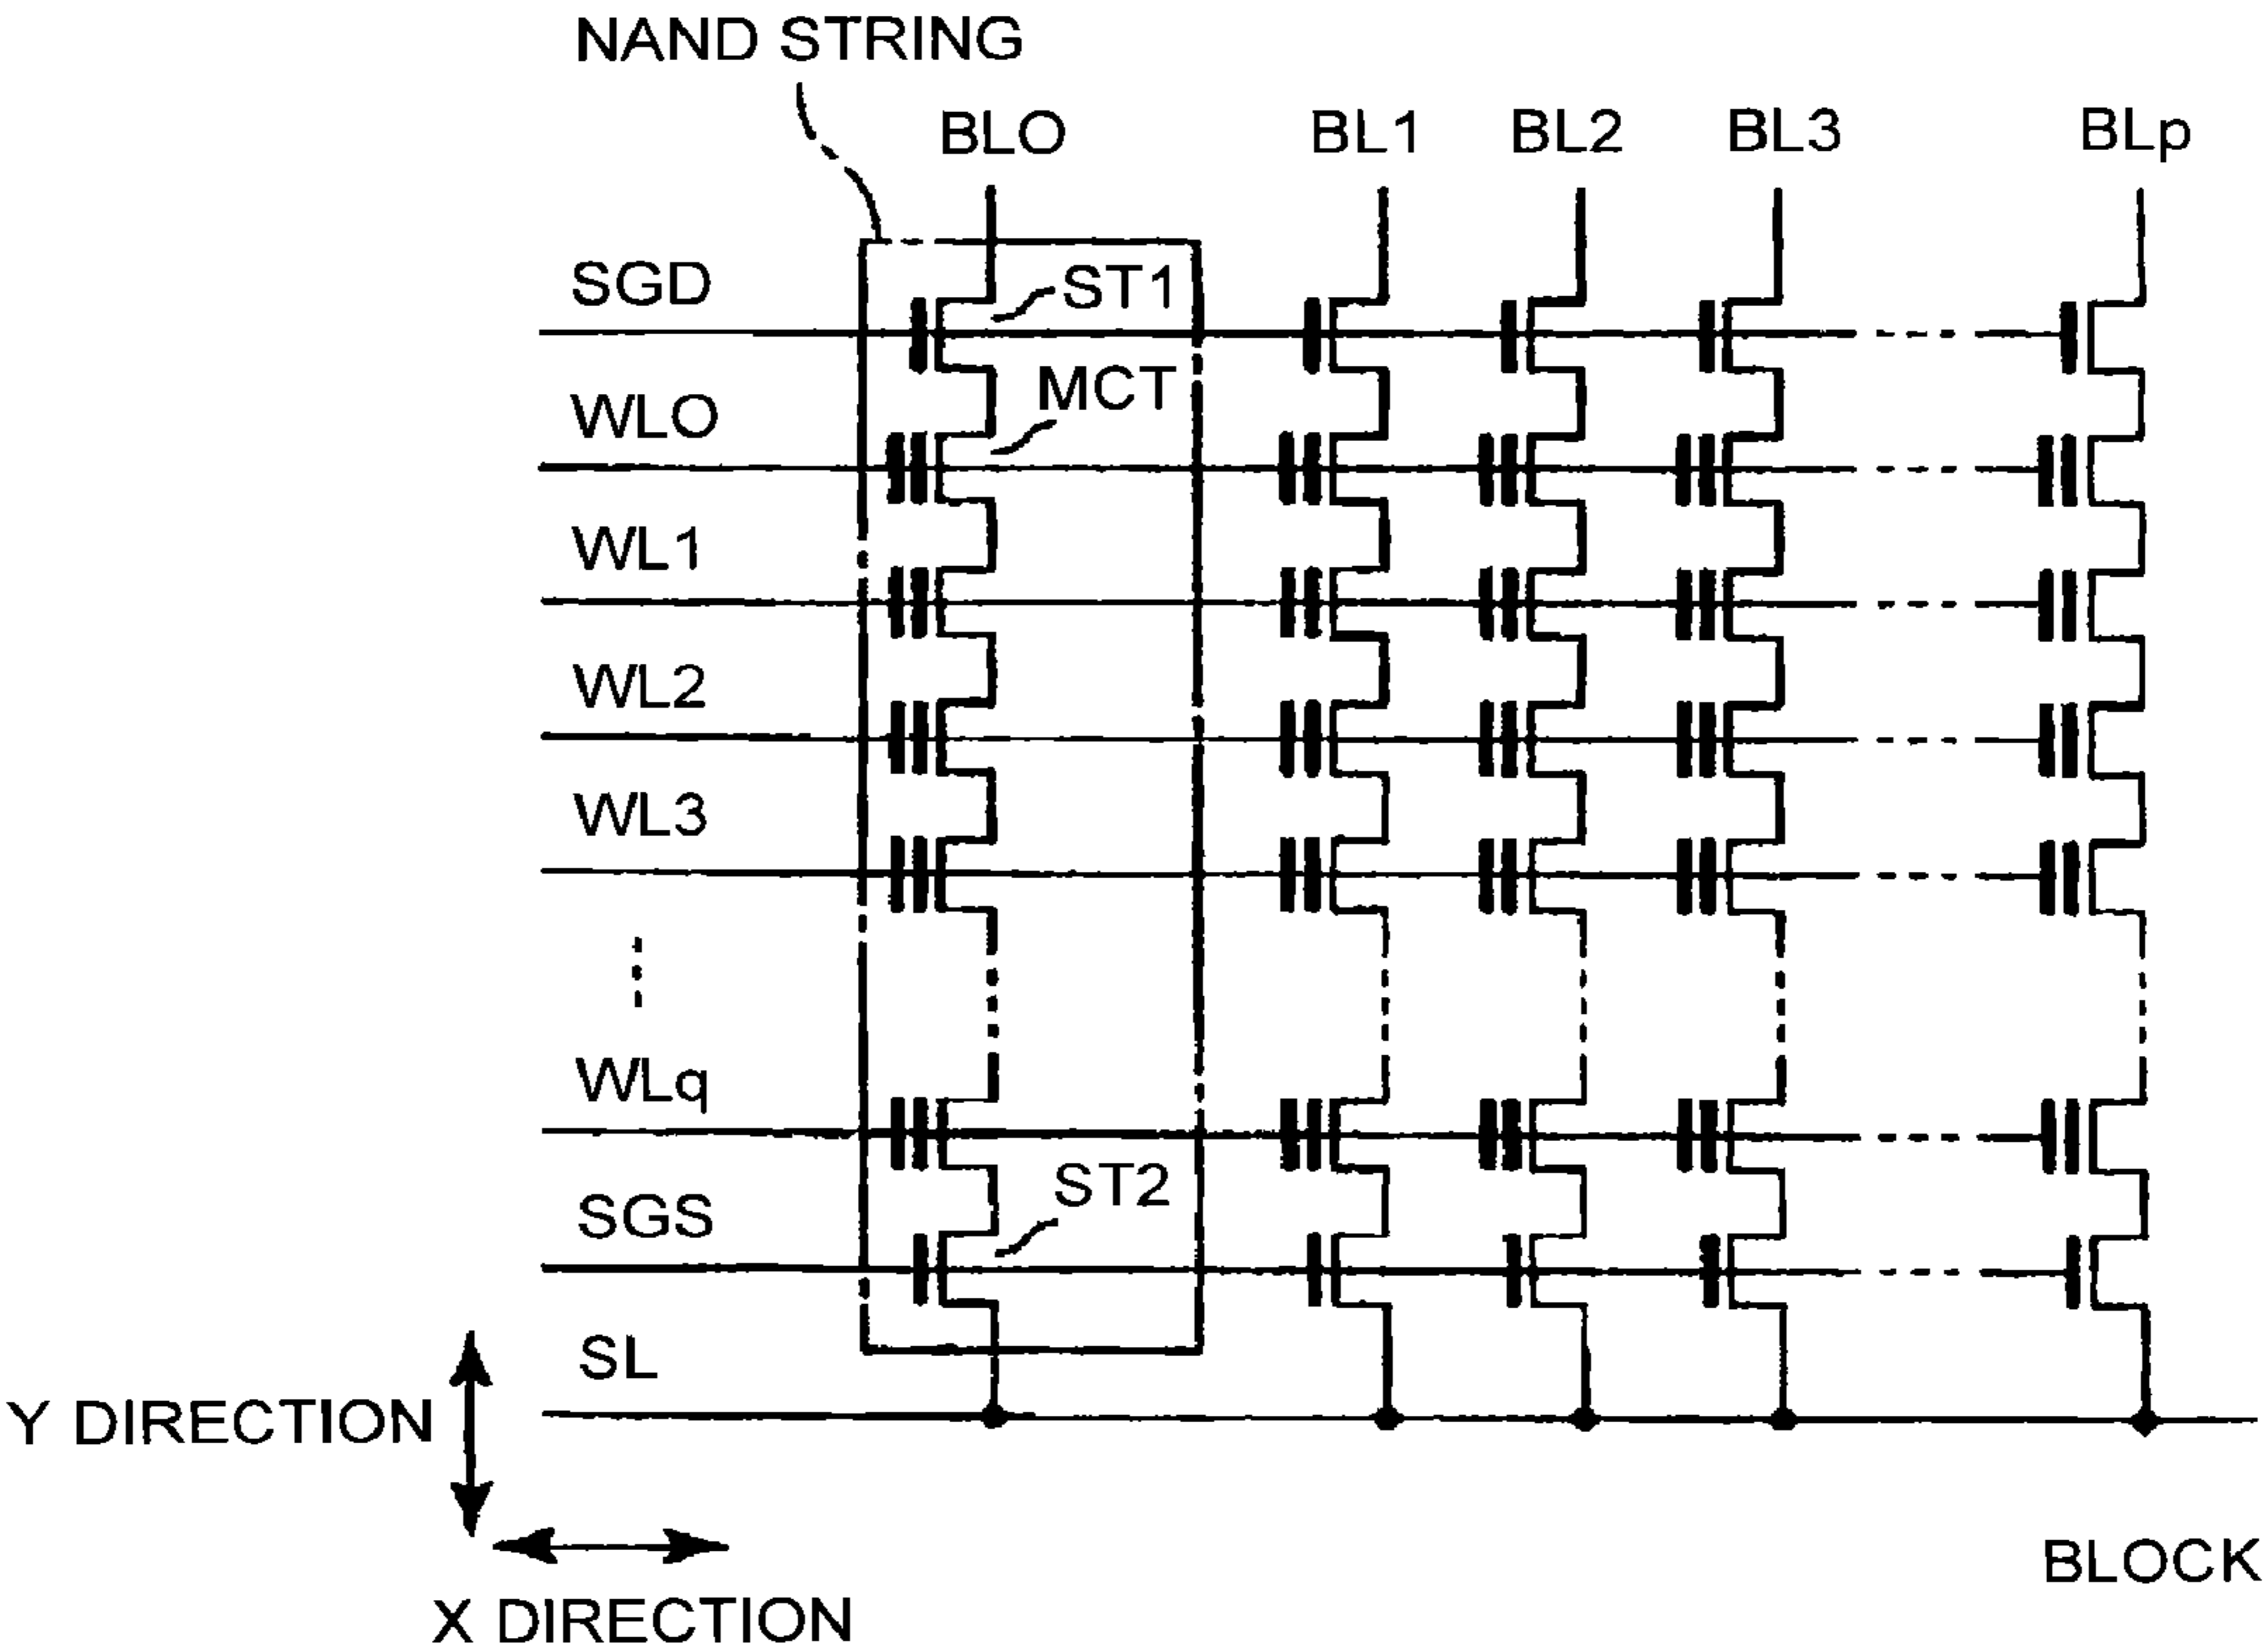 NAND STRING
BL0 BL1 BL2 BL3 BLp
SGD
ST1
MCT
WL0
WL1
WL2
WL3
WLq
ST2
SGS
SL
Y DIRECTION
BLOCK
X DIRECTION